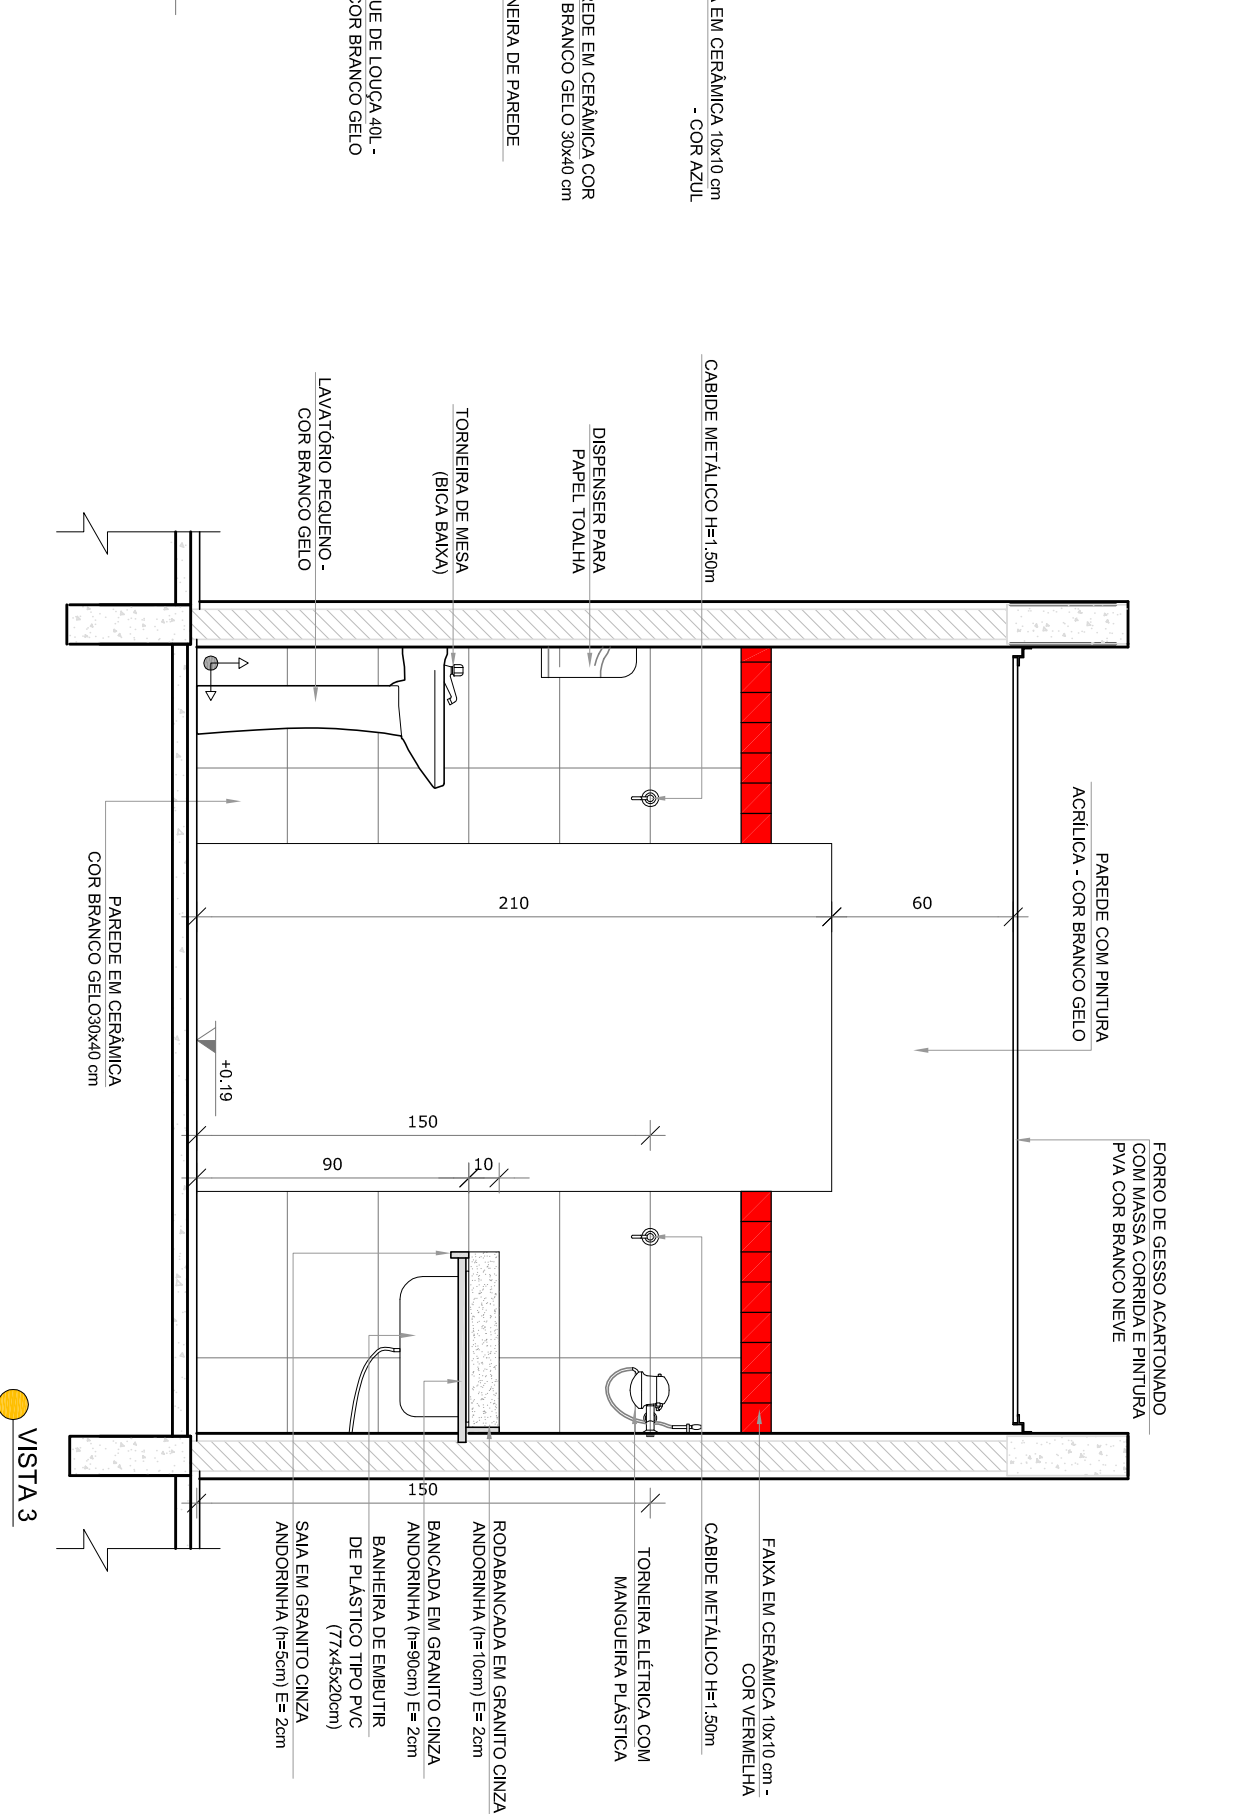 A EM CERÂMICA 10x10 cm
- COR AZUL
EDE EM CERÂMICA COR
BRANCO GELO 30x40 cm
NEIRA DE PAREDE
UE DE LOUÇA 40L -
COR BRANCO GELO
CABIDE METÁLICO H=1.50m
DISPENSER PARA
PAPEL TOALHA
TORNEIRA DE MESA
(BICA BAIXA)
LAVATÓRIO PEQUENO -
COR BRANCO GELO
PAREDE COM PINTURA
ACRÍLICA - COR BRANCO GELO
FORRO DE GESSO ACARTONADO
COM MASSA CORRIDA E PINTURA
PVA COR BRANCO NEVE
60
210
+0.19
150
90
10
150
PAREDE EM CERÂMICA
COR BRANCO GELO30x40 cm
FAIXA EM CERÂMICA 10x10 cm -
COR VERMELHA
CABIDE METÁLICO H=1.50m
TORNEIRA ELÉTRICA COM
MANGUEIRA PLÁSTICA
RODABANCADA EM GRANITO CINZA
ANDORINHA (h=10cm) E= 2cm
BANCADA EM GRANITO CINZA
ANDORINHA (h=90cm) E= 2cm
BANHEIRA DE EMBUTIR
DE PLÁSTICO TIPO PVC
(77x45x20cm)
SAIA EM GRANITO CINZA
ANDORINHA (h=5cm) E= 2cm
VISTA 3